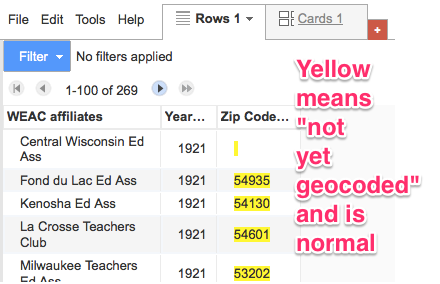 File Edit Tools Help
Rows 1
Cards 1
+
Filter No filters applied
1-100 of 269
WEAC affiliates Year... Zip Code...
Central Wisconsin Ed
Ass 1921
Fond du Lac Ed Ass 1921 54935
Kenosha Ed Ass 1921 54130
La Crosse Teachers
Club 1921 54601
Milwaukee Teachers
Ed Ass 1921 53202
Yellow
means
"not
yet
geocoded"
and is
normal